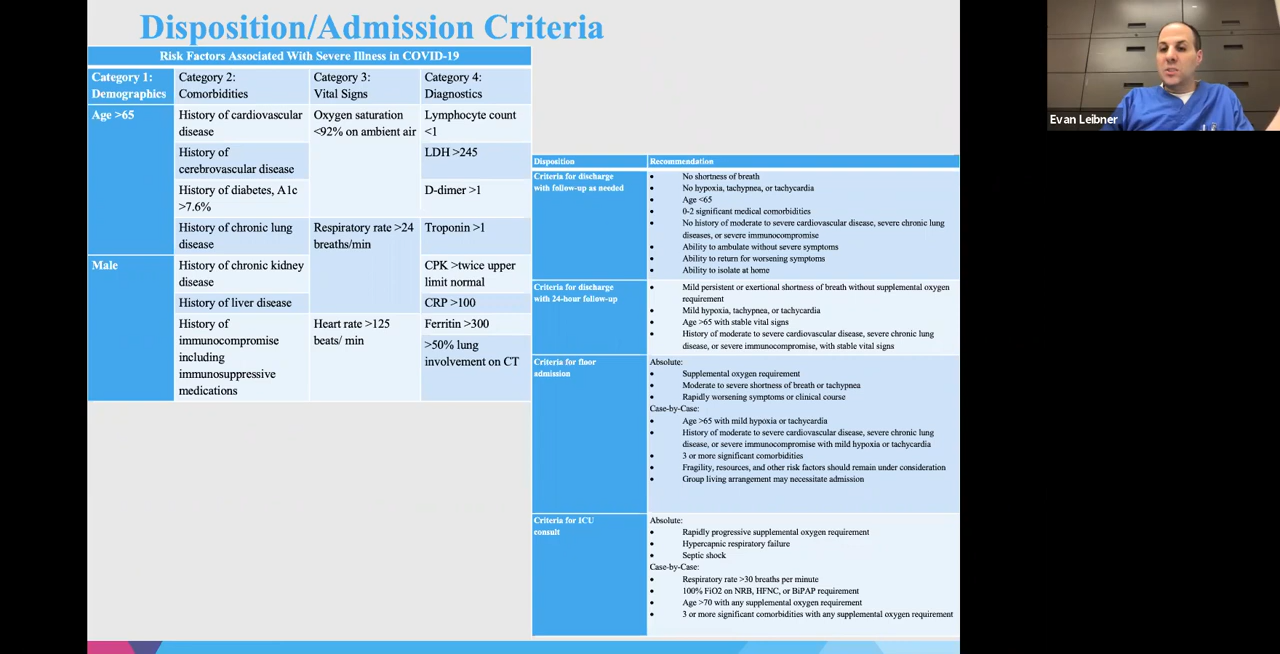 Disposition/Admission Criteria
Risk Factors Associated With Severe Illness in COVID-19
Category 1:
Demographics
Category 2:
Comorbidities
Category 3:
Vital Signs
Category 4:
Diagnostics
Age >65
History of cardiovascular
disease
Oxygen saturation
<92% on ambient air
Lymphocyte count
<1
History of
cerebrovascular disease
LDH >245
History of diabetes, A1c
>7.6%
D-dimer >1
History of chronic lung
disease
Respiratory rate >24
breaths/min
Troponin >1
Male
History of chronic kidney
disease
CPK >twice upper
limit normal
History of liver disease
CRP >100
History of
immunocompromise
including
immunosuppressive
medications
Heart rate >125
beats/ min
Ferritin >300
>50% lung
involvement on CT
Disposition
Recommendation
Criteria for discharge
with follow-up as needed
• No shortness of breath
• No hypoxia, tachypnea, or tachycardia
• Age <65
• 0-2 significant medical comorbidities
• No history of moderate to severe cardiovascular disease, severe chronic lung
diseases, or severe immunocompromise
• Ability to ambulate without severe symptoms
• Ability to return for worsening symptoms
• Ability to isolate at home
Criteria for discharge
with 24-hour follow-up
• Mild persistent or exertional shortness of breath without supplemental oxygen
requirement
• Mild hypoxia, tachypnea, or tachycardia
• Age >65 with stable vital signs
• History of moderate to severe cardiovascular disease, severe chronic lung
disease, or severe immunocompromise, with stable vital signs
Criteria for floor
admission
Absolute:
• Supplemental oxygen requirement
• Moderate to severe shortness of breath or tachypnea
• Rapidly worsening symptoms or clinical course
Case-by-Case:
• Age >65 with mild hypoxia or tachycardia
• History of moderate to severe cardiovascular disease, severe chronic lung
disease, or severe immunocompromise with mild hypoxia or tachycardia
• 3 or more significant comorbidities
• Fragility, resources, and other risk factors should remain under consideration
• Group living arrangement may necessitate admission
Criteria for ICU
consult
Absolute:
• Rapidly progressive supplemental oxygen requirement
• Hypercapnic respiratory failure
• Septic shock
Case-by-Case:
• Respiratory rate >30 breaths per minute
• 100% FiO2 on NRB, HFNC, or BiPAP requirement
• Age >70 with any supplemental oxygen requirement
• 3 or more significant comorbidities with any supplemental oxygen requirement
Evan Leibner